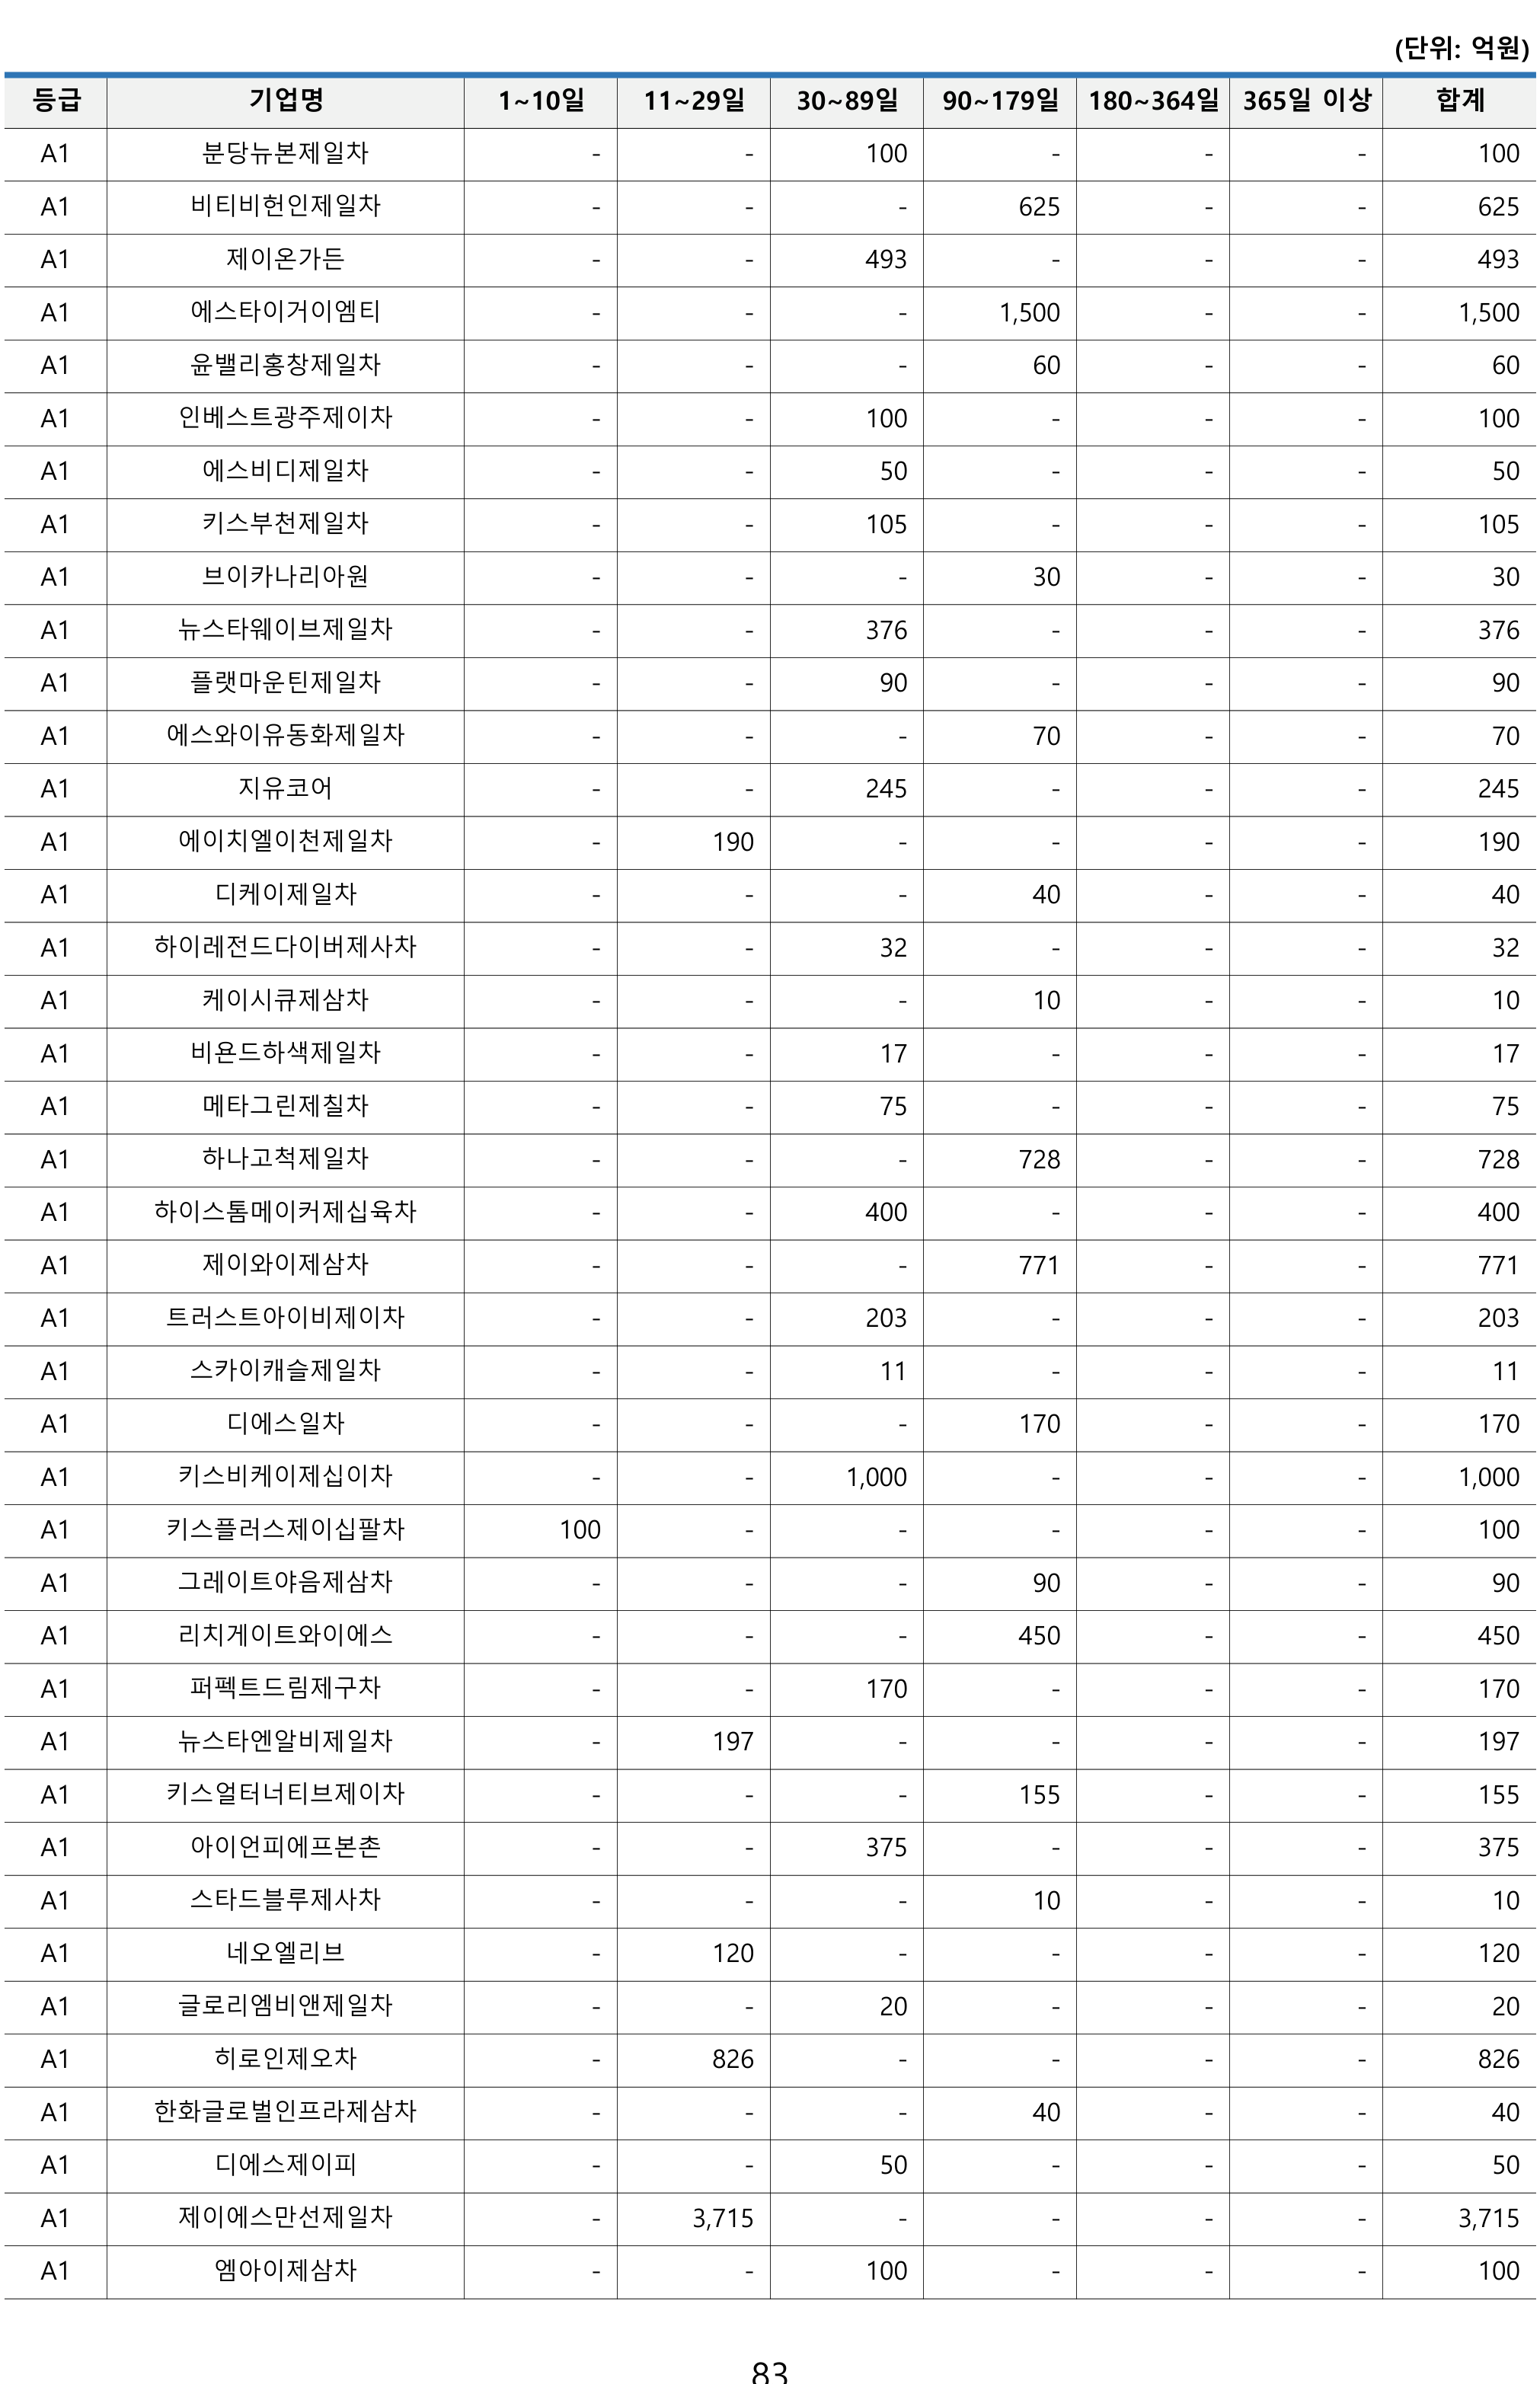 (단위: 억원)
등급 기업명 1~10일 11~29일 30~89일 90~179일 180~364일 365일 이상 합계
A1 분당뉴본제일차 - - 100 - - - 100
A1 비티비헌인제일차 - - - 625 - - 625
A1 제이온가든 - - 493 - - - 493
A1 에스타이거이엠티 - - - 1,500 - - 1,500
A1 윤밸리홍창제일차 - - - 60 - - 60
A1 인베스트광주제이차 - - 100 - - - 100
A1 에스비디제일차 - - 50 - - - 50
A1 키스부천제일차 - - 105 - - - 105
A1 브이카나리아원 - - - 30 - - 30
A1 뉴스타웨이브제일차 - - 376 - - - 376
A1 플랫마운틴제일차 - - 90 - - - 90
A1 에스와이유동화제일차 - - - 70 - - 70
A1 지유코어 - - 245 - - - 245
A1 에이치엘이천제일차 - 190 - - - - 190
A1 디케이제일차 - - - 40 - - 40
A1 하이레전드다이버제사차 - - 32 - - - 32
A1 케이시큐제삼차 - - - 10 - - 10
A1 비욘드하색제일차 - - 17 - - - 17
A1 메타그린제칠차 - - 75 - - - 75
A1 하나고척제일차 - - - 728 - - 728
A1 하이스톰메이커제십육차 - - 400 - - - 400
A1 제이와이제삼차 - - - 771 - - 771
A1 트러스트아이비제이차 - - 203 - - - 203
A1 스카이캐슬제일차 - - 11 - - - 11
A1 디에스일차 - - - 170 - - 170
A1 키스비케이제십이차 - - 1,000 - - - 1,000
A1 키스플러스제이십팔차 100 - - - - - 100
A1 그레이트야음제삼차 - - - 90 - - 90
A1 리치게이트와이에스 - - - 450 - - 450
A1 퍼펙트드림제구차 - - 170 - - - 170
A1 뉴스타엔알비제일차 - 197 - - - - 197
A1 키스얼터너티브제이차 - - - 155 - - 155
A1 아이언피에프본촌 - - 375 - - - 375
A1 스타드블루제사차 - - - 10 - - 10
A1 네오엘리브 - 120 - - - - 120
A1 글로리엠비앤제일차 - - 20 - - - 20
A1 히로인제오차 - 826 - - - - 826
A1 한화글로벌인프라제삼차 - - - 40 - - 40
A1 디에스제이피 - - 50 - - - 50
A1 제이에스만선제일차 - 3,715 - - - - 3,715
A1 엠아이제삼차 - - 100 - - - 100
83